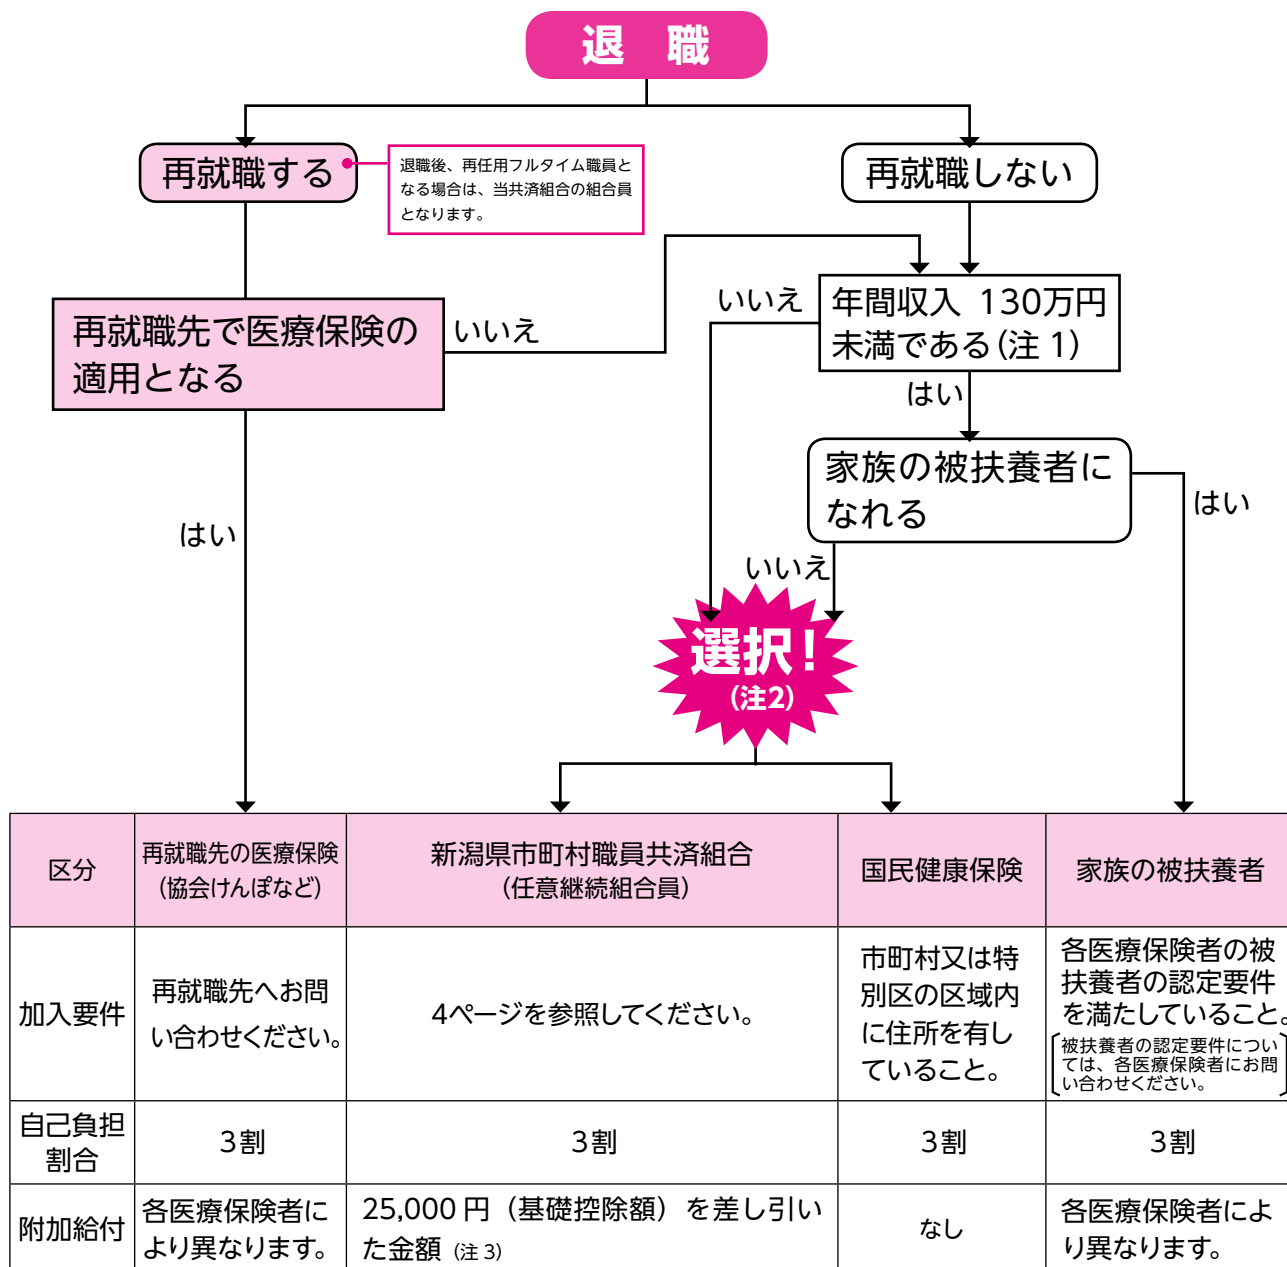 退 職
再就職する
退職後、再任用フルタイム職員と
なる場合は、当共済組合の組合員
となります。
再就職しない
再就職先で医療保険の
適用となる
いいえ
いいえ
年間収入 130万円
未満である(注 1)
はい
家族の被扶養者に
なれる
はい
はい
いいえ
選択!
(注2)
区分
再就職先の医療保険
(協会けんぽなど)
新潟県市町村職員共済組合
(任意継続組合員)
国民健康保険
家族の被扶養者
加入要件
再就職先へお問
い合わせください。
4ページを参照してください。
市町村又は特
別区の区域内
に住所を有し
ていること。
各医療保険者の被
扶養者の認定要件
を満たしていること。
被扶養者の認定要件につい
ては、各医療保険者にお問
い合わせください。
自己負担
割合
3割
3割
3割
3割
附加給付
各医療保険者に
より異なります。
25,000 円(基礎控除額)を差し引い
た金額 (注 3)
なし
各医療保険者によ
り異なります。